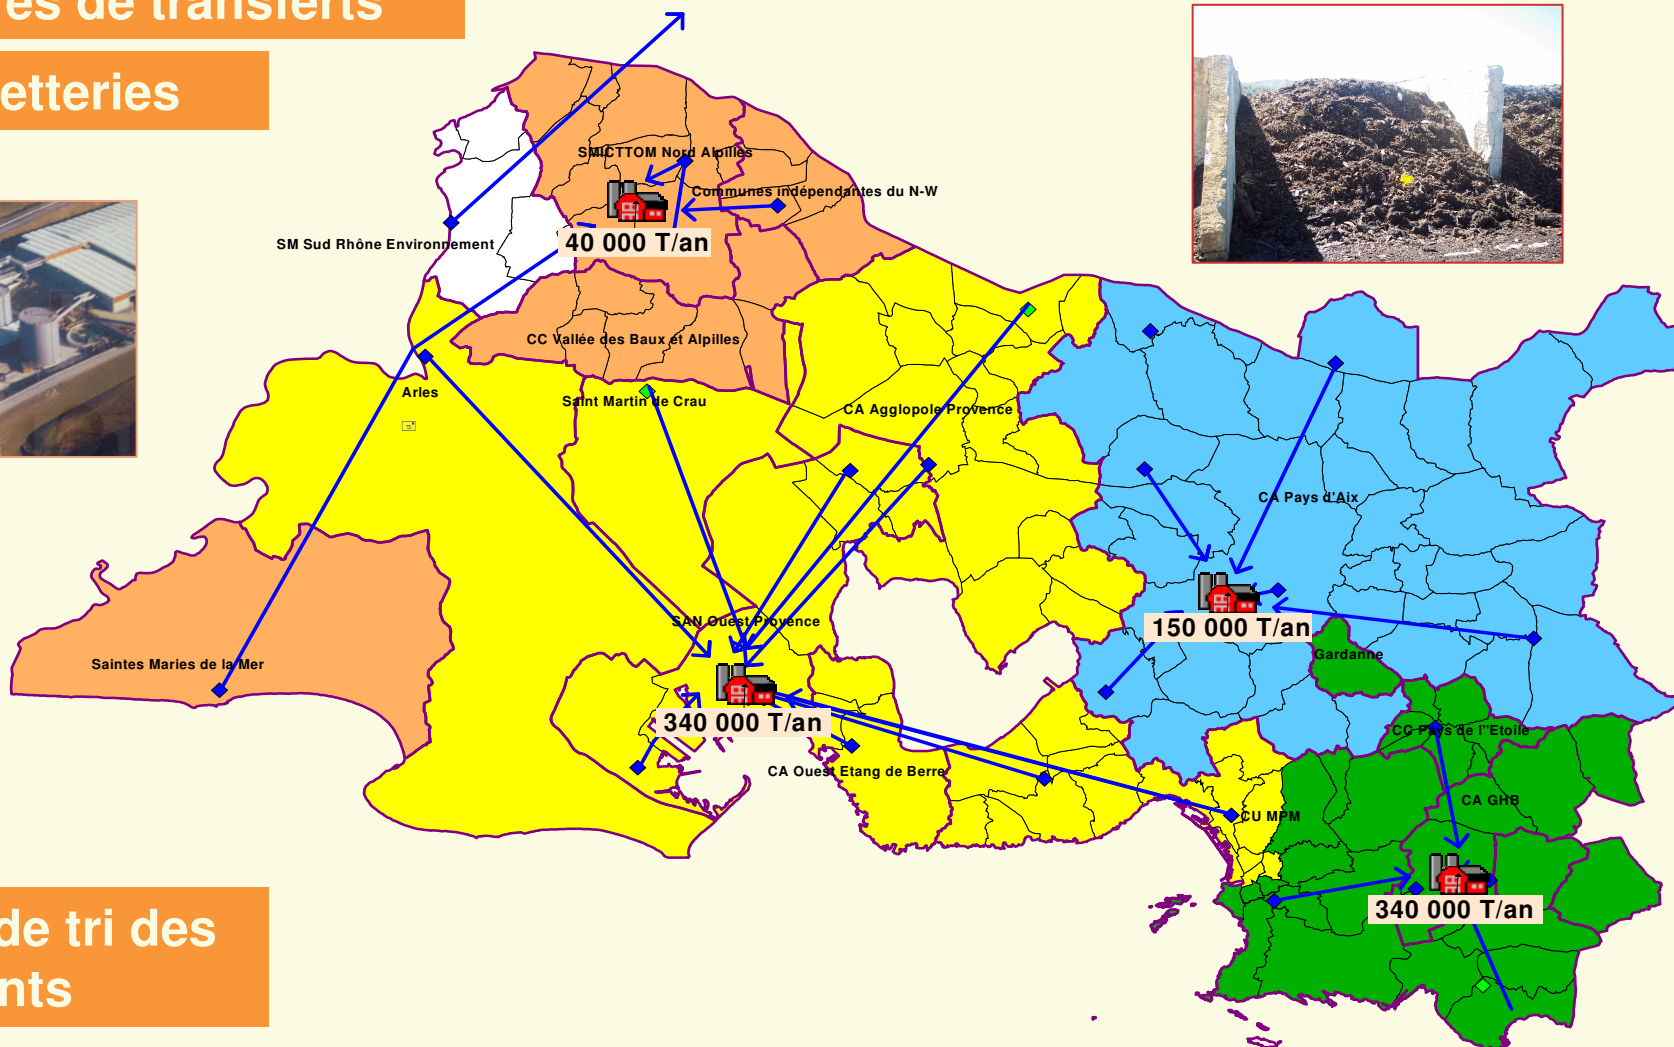 es de transferts
etteries
SMICTTOM Nord Alpilles
Communes indépendantes du N-W
SM Sud Rhône Environnement
40 000 T/an
CC Vallée des Baux et Alpilles
Arles
Saint Martin de Crau
CA Agglopole Provence
CA Pays d'Aix
SAN Ouest Provence
150 000 T/an
Gardanne
Saintes Maries de la Mer
340 000 T/an
CC Pays de l''Etoile
CA Ouest Etang de Berre
CA GHB
CU MPM
340 000 T/an
de tri des
nts